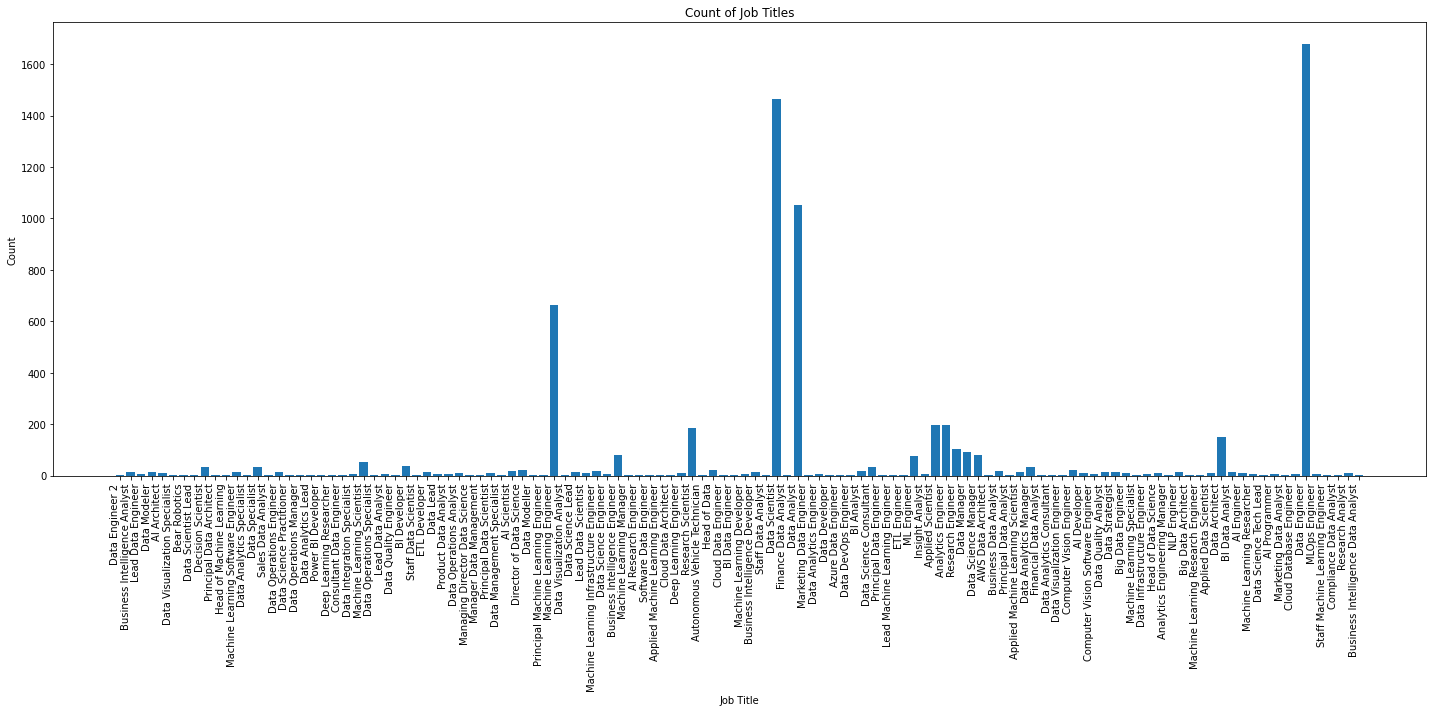 Count of Job Titles
1600
1400
1200
1000
800
600
400
200
0
Count
Data Engineer 2
Business Intelligence Analyst
Lead Data Engineer
Data Modeler
AI Architect
Data Visualization Specialist
Bear Robotics
Data Scientist Lead
Decision Scientist
Principal Data Architect
Head of Machine Learning
Machine Learning Software Engineer
Data Analytics Specialist
Data Specialist
Sales Data Analyst
Data Operations Engineer
Data Science Practitioner
Data Operations Manager
Data Analytics Lead
Power BI Developer
Deep Learning Researcher
Consultant Data Engineer
Data Integration Specialist
Machine Learning Scientist
Data Operations Specialist
Lead Data Analyst
Data Quality Engineer
BI Developer
Staff Data Scientist
ETL Developer
Data Lead
Product Data Analyst
Data Operations Analyst
Managing Director Data Science
Manager Data Management
Principal Data Scientist
Data Management Specialist
AI Scientist
Director of Data Science
Data Modeller
Principal Machine Learning Engineer
Machine Learning Engineer
Data Visualization Analyst
Data Science Lead
Lead Data Scientist
Machine Learning Infrastructure Engineer
Data Science Engineer
Business Intelligence Engineer
Machine Learning Manager
AI Research Engineer
Software Data Engineer
Applied Machine Learning Engineer
Cloud Data Architect
Deep Learning Engineer
Research Scientist
Autonomous Vehicle Technician
Head of Data
Cloud Data Engineer
BI Data Engineer
Machine Learning Developer
Business Intelligence Developer
Staff Data Analyst
Data Scientist
Finance Data Analyst
Data Analyst
Marketing Data Engineer
Data Analytics Engineer
Data Developer
Azure Data Engineer
Data DevOps Engineer
BI Analyst
Data Science Consultant
Principal Data Engineer
Lead Machine Learning Engineer
ETL Engineer
ML Engineer
Insight Analyst
Applied Scientist
Analytics Engineer
Research Engineer
Data Manager
Data Science Manager
AWS Data Architect
Business Data Analyst
Principal Data Analyst
Applied Machine Learning Scientist
Data Analytics Manager
Financial Data Analyst
Data Analytics Consultant
Data Visualization Engineer
Computer Vision Engineer
AI Developer
Computer Vision Software Engineer
Data Quality Analyst
Data Strategist
Big Data Engineer
Machine Learning Specialist
Data Infrastructure Engineer
Head of Data Science
Analytics Engineering Manager
NLP Engineer
Big Data Architect
Machine Learning Research Engineer
Applied Data Scientist
Data Architect
BI Data Analyst
AI Engineer
Machine Learning Researcher
Data Science Tech Lead
AI Programmer
Marketing Data Analyst
Cloud Database Engineer
Data Engineer
MLOps Engineer
Staff Machine Learning Engineer
Compliance Data Analyst
Research Analyst
Business Intelligence Data Analyst
Job Title